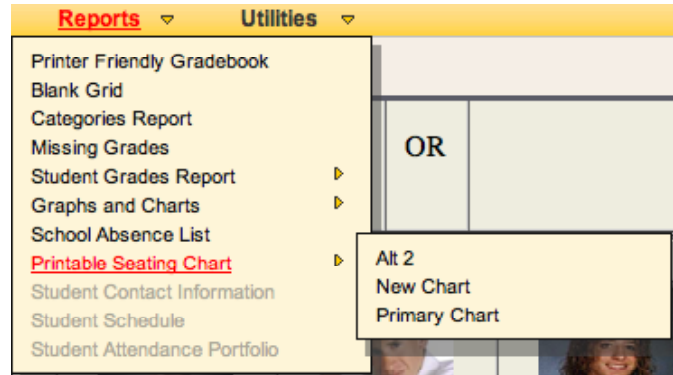 Reports Utilities
Printer Friendly Gradebook
Blank Grid
Categories Report
Missing Grades
Student Grades Report
Graphs and Charts
School Absence List
Printable Seating Chart
Student Contact Information
Student Schedule
Student Attendance Portfolio
OR
Alt 2
New Chart
Primary Chart